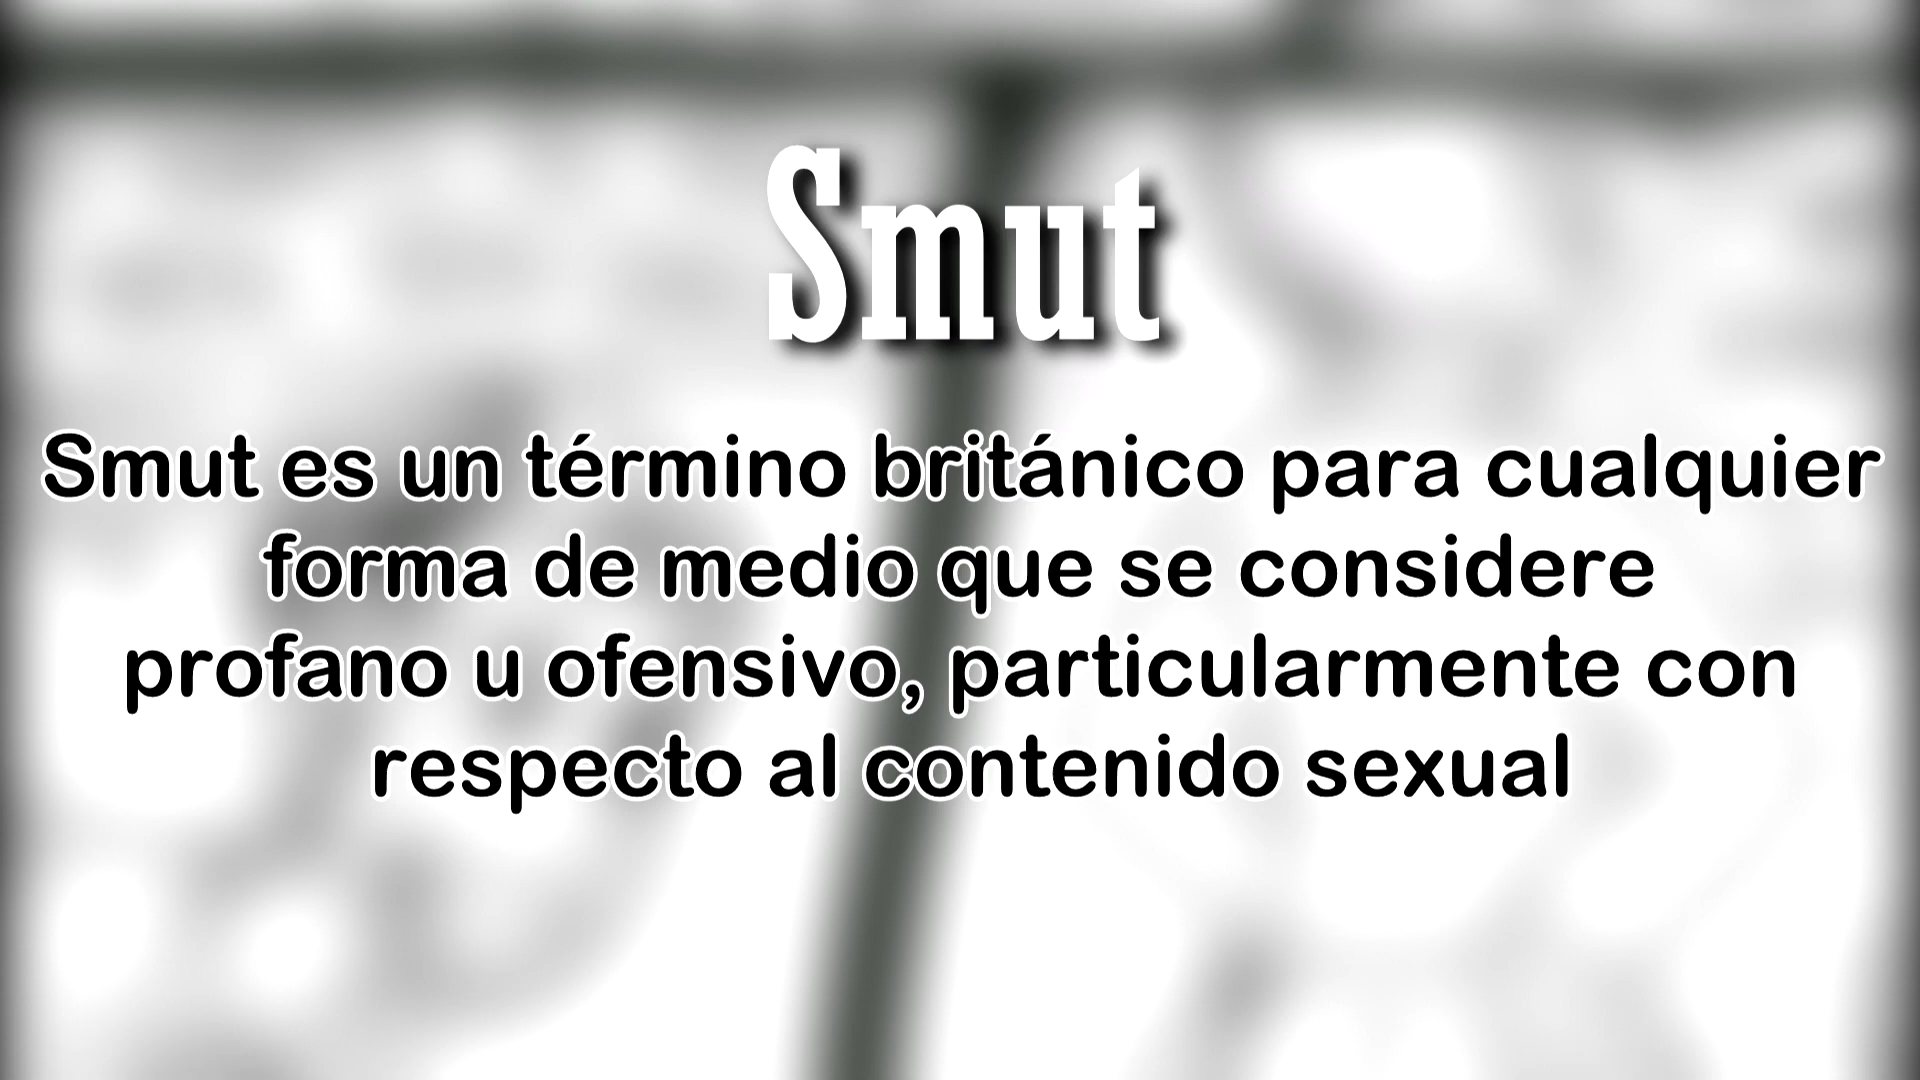 Smut
Smut es un término británico para cualquier
forma de medio que se considere
profano u ofensivo, particularmente con
respecto al contenido sexual